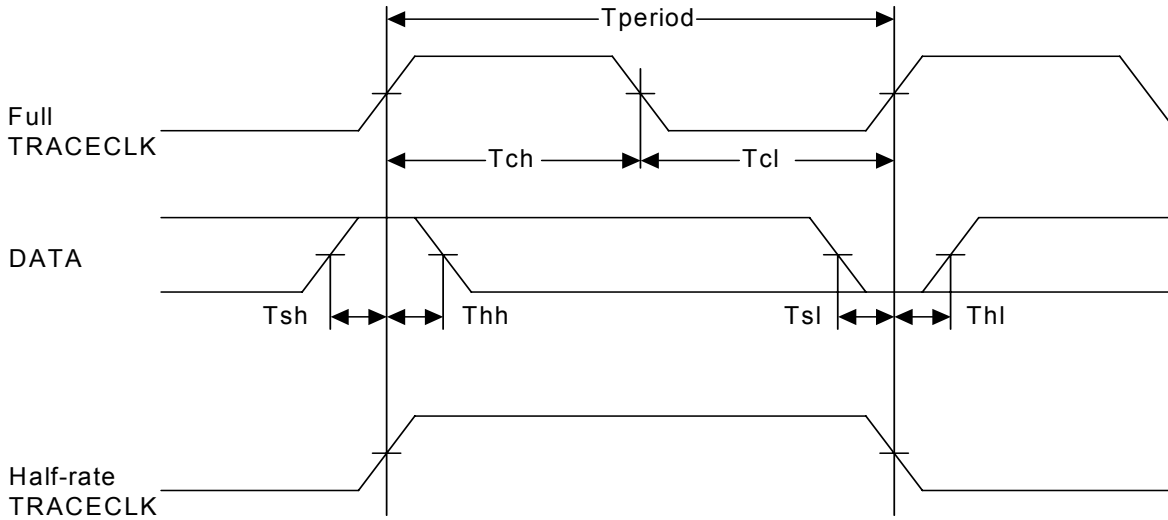 Tperiod
Full
TRACECLK
Tch
Tcl
DATA
Tsh
Thh
Tsl
Thl
Half-rate
TRACECLK